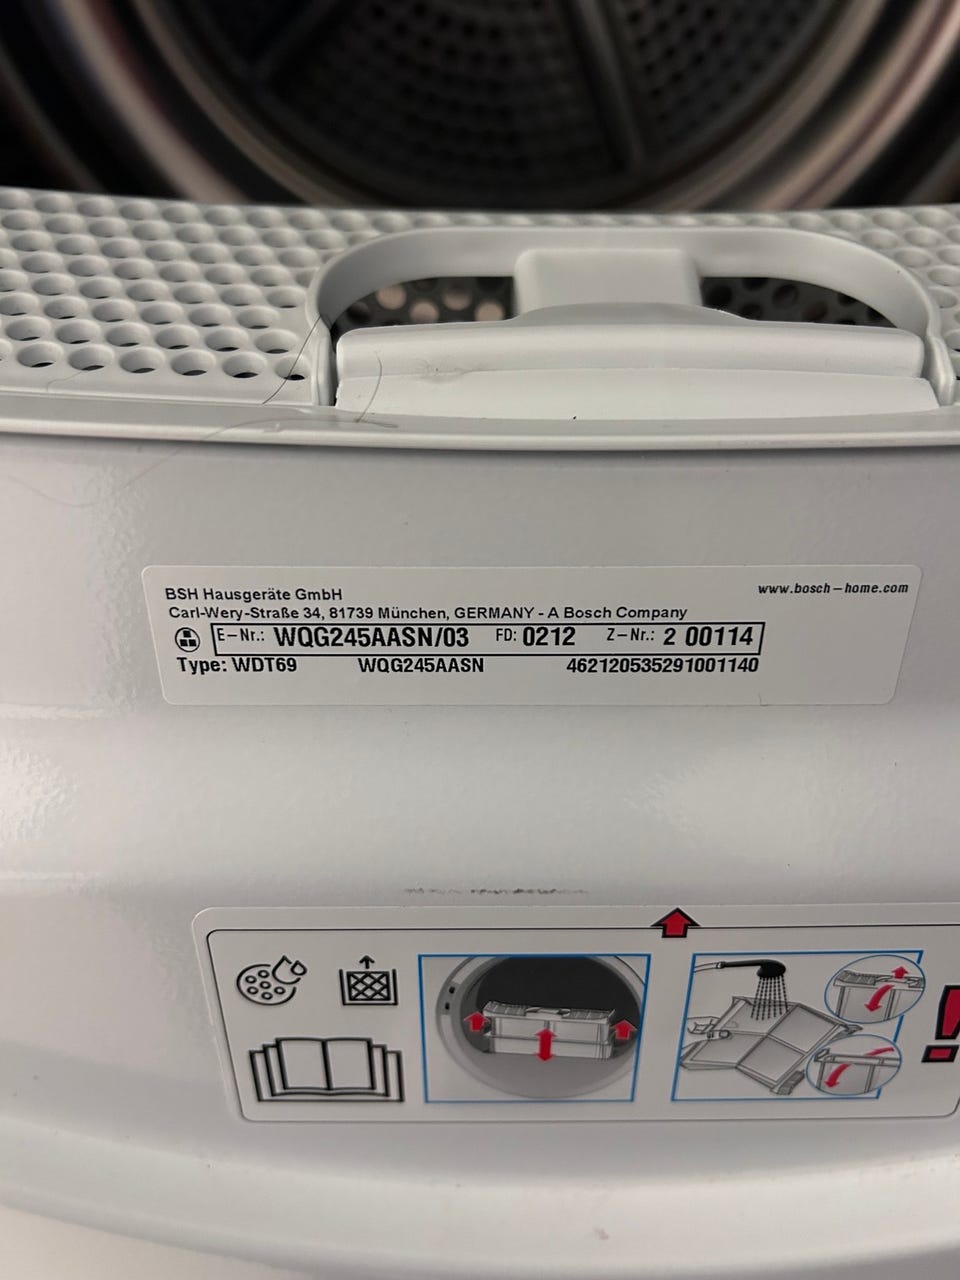 BSH Hausgeräte GmbH
www.bosch-home.com
Carl-Wery-Straße 34, 81739 München, GERMANY - A Bosch Company
E-Nr.: WQG245AASN/03 FD: 0212 Z-Nr.: 2 00114
Type: WDT69 WQG245AASN 462120535291001140